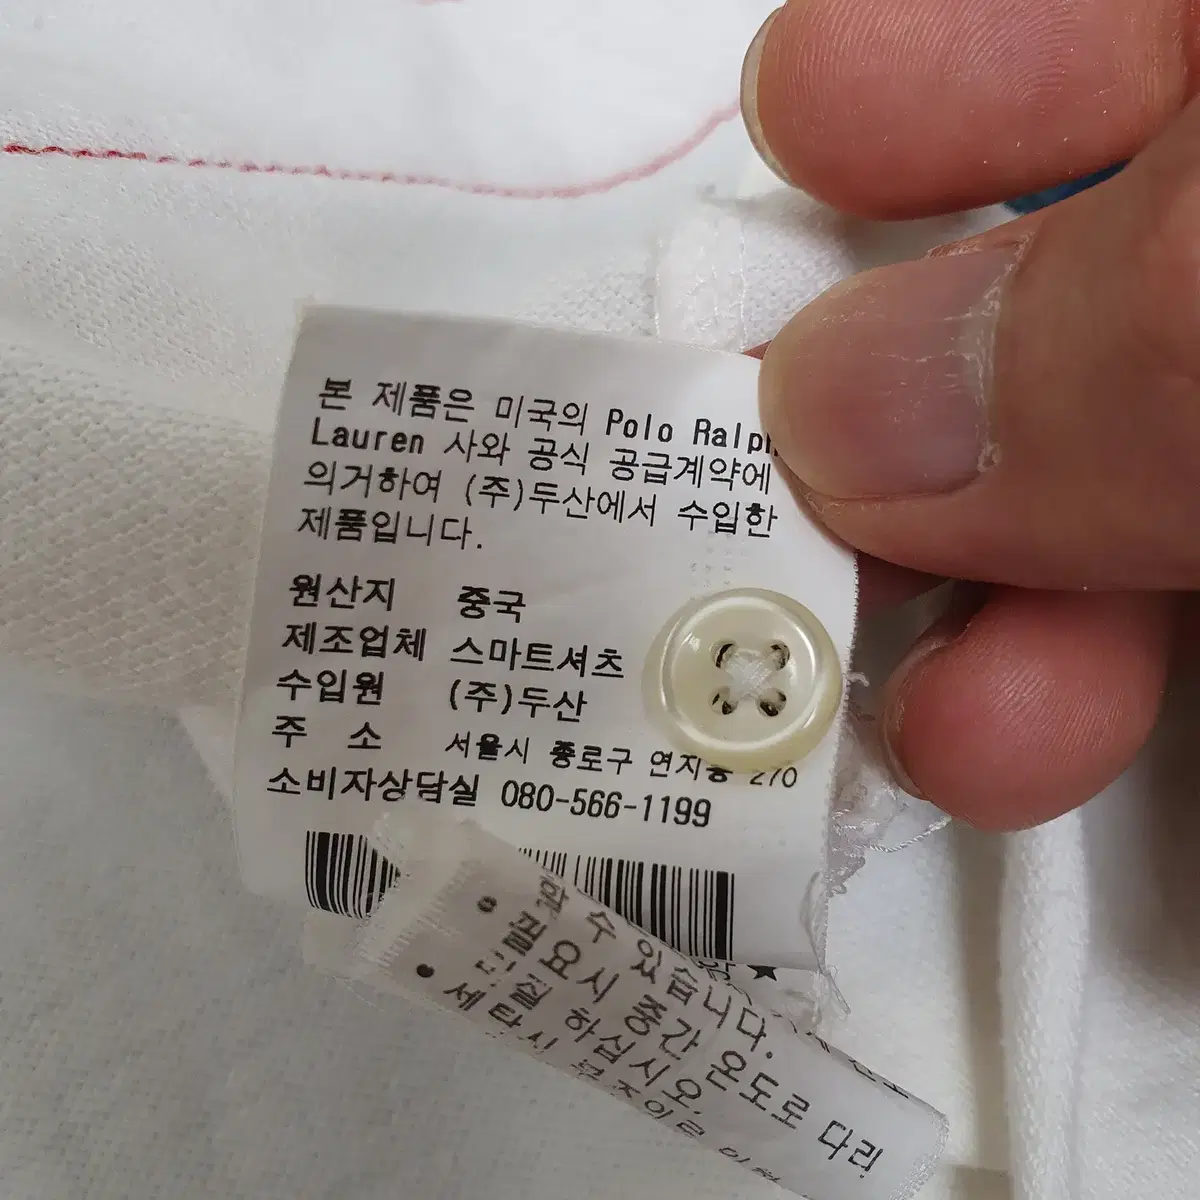 본 제품은 미국의 Polo Ralph
Lauren 사와 공식 공급계약에
의거하여 (주)두산에서 수입한
제품입니다.
원산지 중국
제조업체 스마트셔츠
수입원 (주)두산
주 소 서울시 종로구 연지동 270
소비자상담실 080-566-1199
수 있습니다.
• 필요시 중간 온도로 다리
하십시오.
• 세탁시